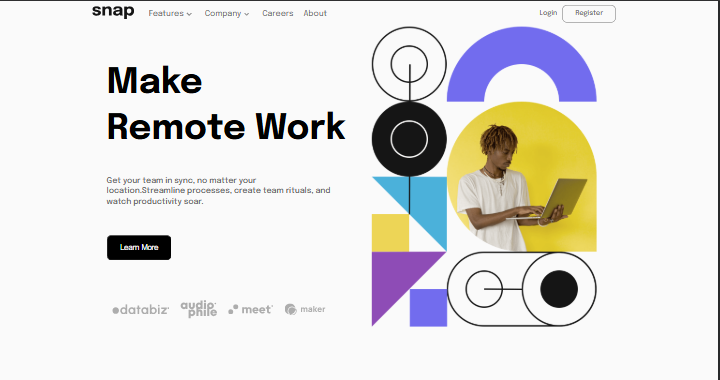 snap Features Company Careers About Login Register
Make
Remote Work
Get your team in sync, no matter your
location.Streamline processes, create team rituals, and
watch productivity soar.
Learn More
databiz audiophile meet maker